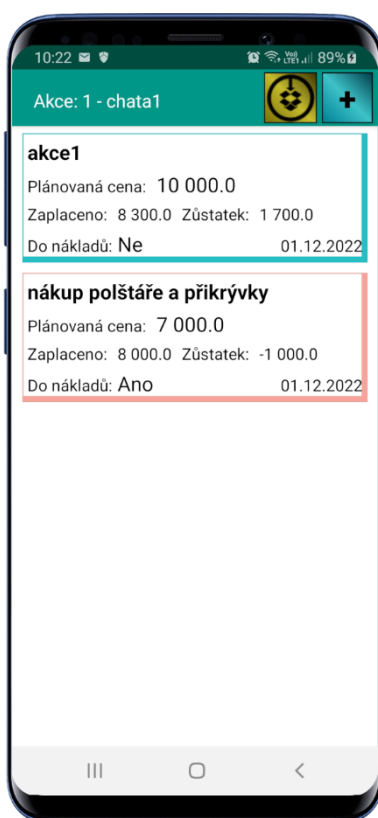 10:22 Vo) LTE1 89%
Akce: 1 - chata1
+
akce1
Plánovaná cena: 10 000.0
Zaplaceno: 8 300.0 Zůstatek: 1 700.0
Do nákladů: Ne 01.12.2022
nákup polštáře a přikrývky
Plánovaná cena: 7 000.0
Zaplaceno: 8 000.0 Zůstatek: -1 000.0
Do nákladů: Ano 01.12.2022